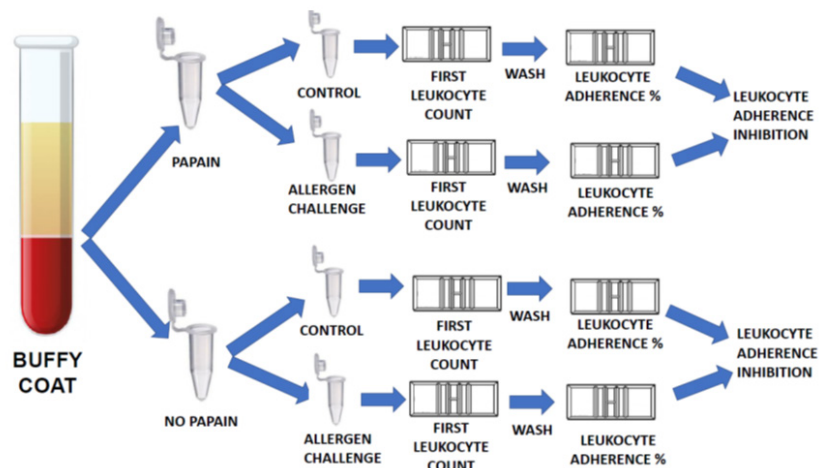 PAPAIN
CONTROL
FIRST
LEUKOCYTE
COUNT
WASH
LEUKOCYTE
ADHERENCE %
ALLERGEN
CHALLENGE
FIRST
LEUKOCYTE
COUNT
WASH
LEUKOCYTE
ADHERENCE %
LEUKOCYTE
ADHERENCE
INHIBITION
BUFFY
COAT
NO PAPAIN
CONTROL
FIRST
LEUKOCYTE
COUNT
WASH
LEUKOCYTE
ADHERENCE %
ALLERGEN
CHALLENGE
FIRST
LEUKOCYTE
COUNT
WASH
LEUKOCYTE
ADHERENCE %
LEUKOCYTE
ADHERENCE
INHIBITION